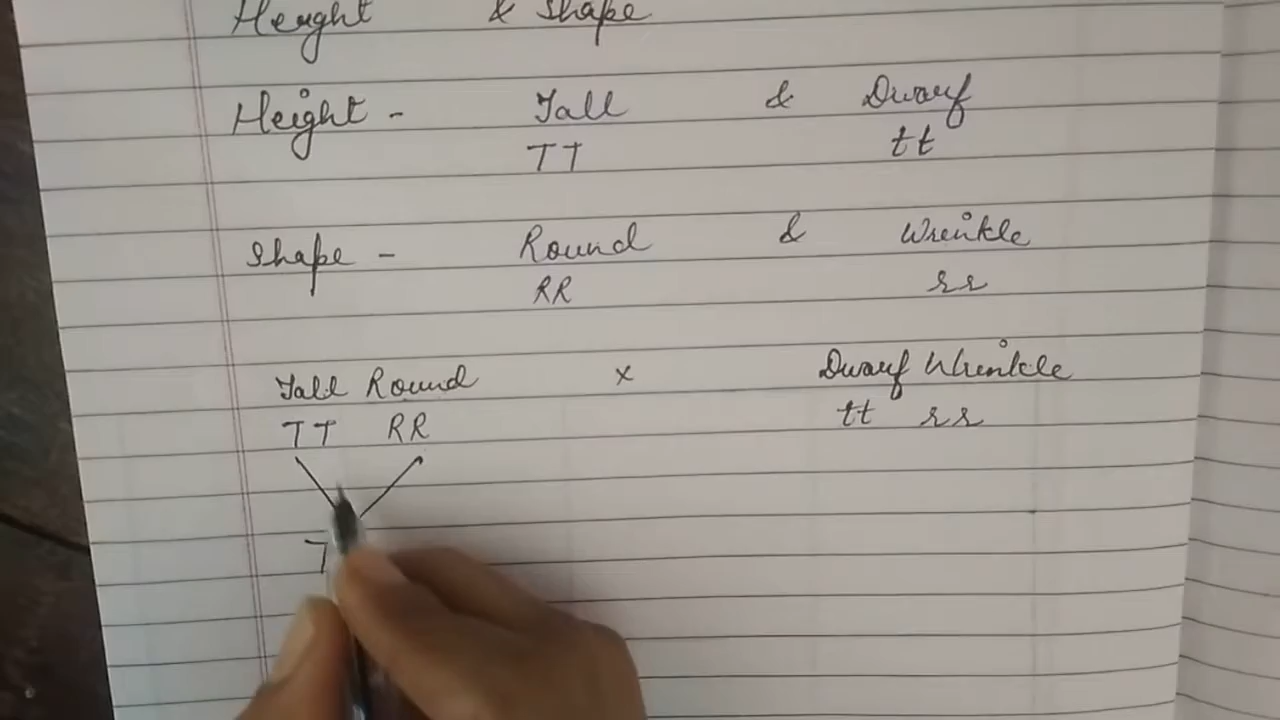 Height & Shape
Height - Tall & Dwarf
TT tt
Shape - Round & Wrinkle
RR rr
Tall Round x Dwarf Wrinkle
TT RR tt rr
T